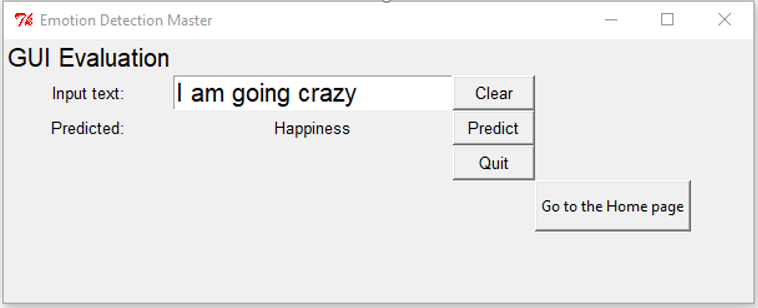 Emotion Detection Master
GUI Evaluation
Input text: I am going crazy Clear
Predicted: Happiness Predict
Quit
Go to the Home page